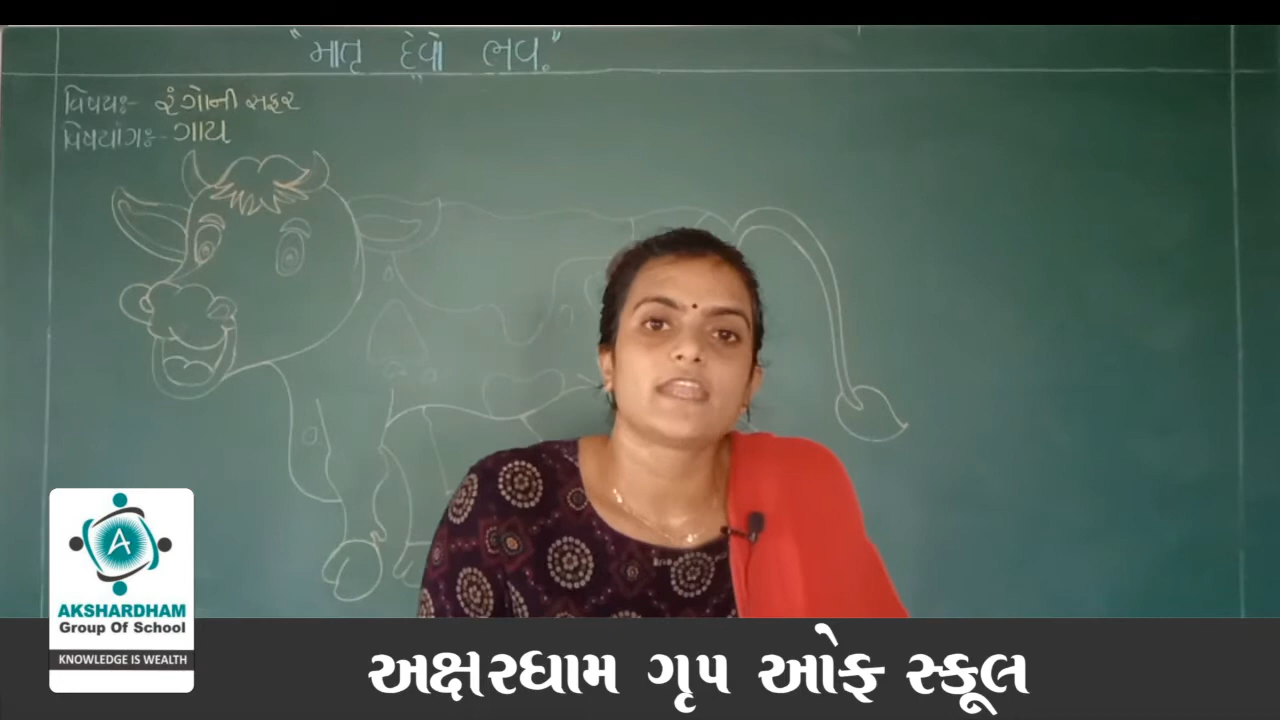 "માતૃ દેવો ભવ."
વિષયઃ- રંગોની સફર
વિષયાંગઃ- ગાય
A
AKSHARDHAM
Group Of School
KNOWLEDGE IS WEALTH
અક્ષરધામ ગૃપ ઓફ સ્કૂલ